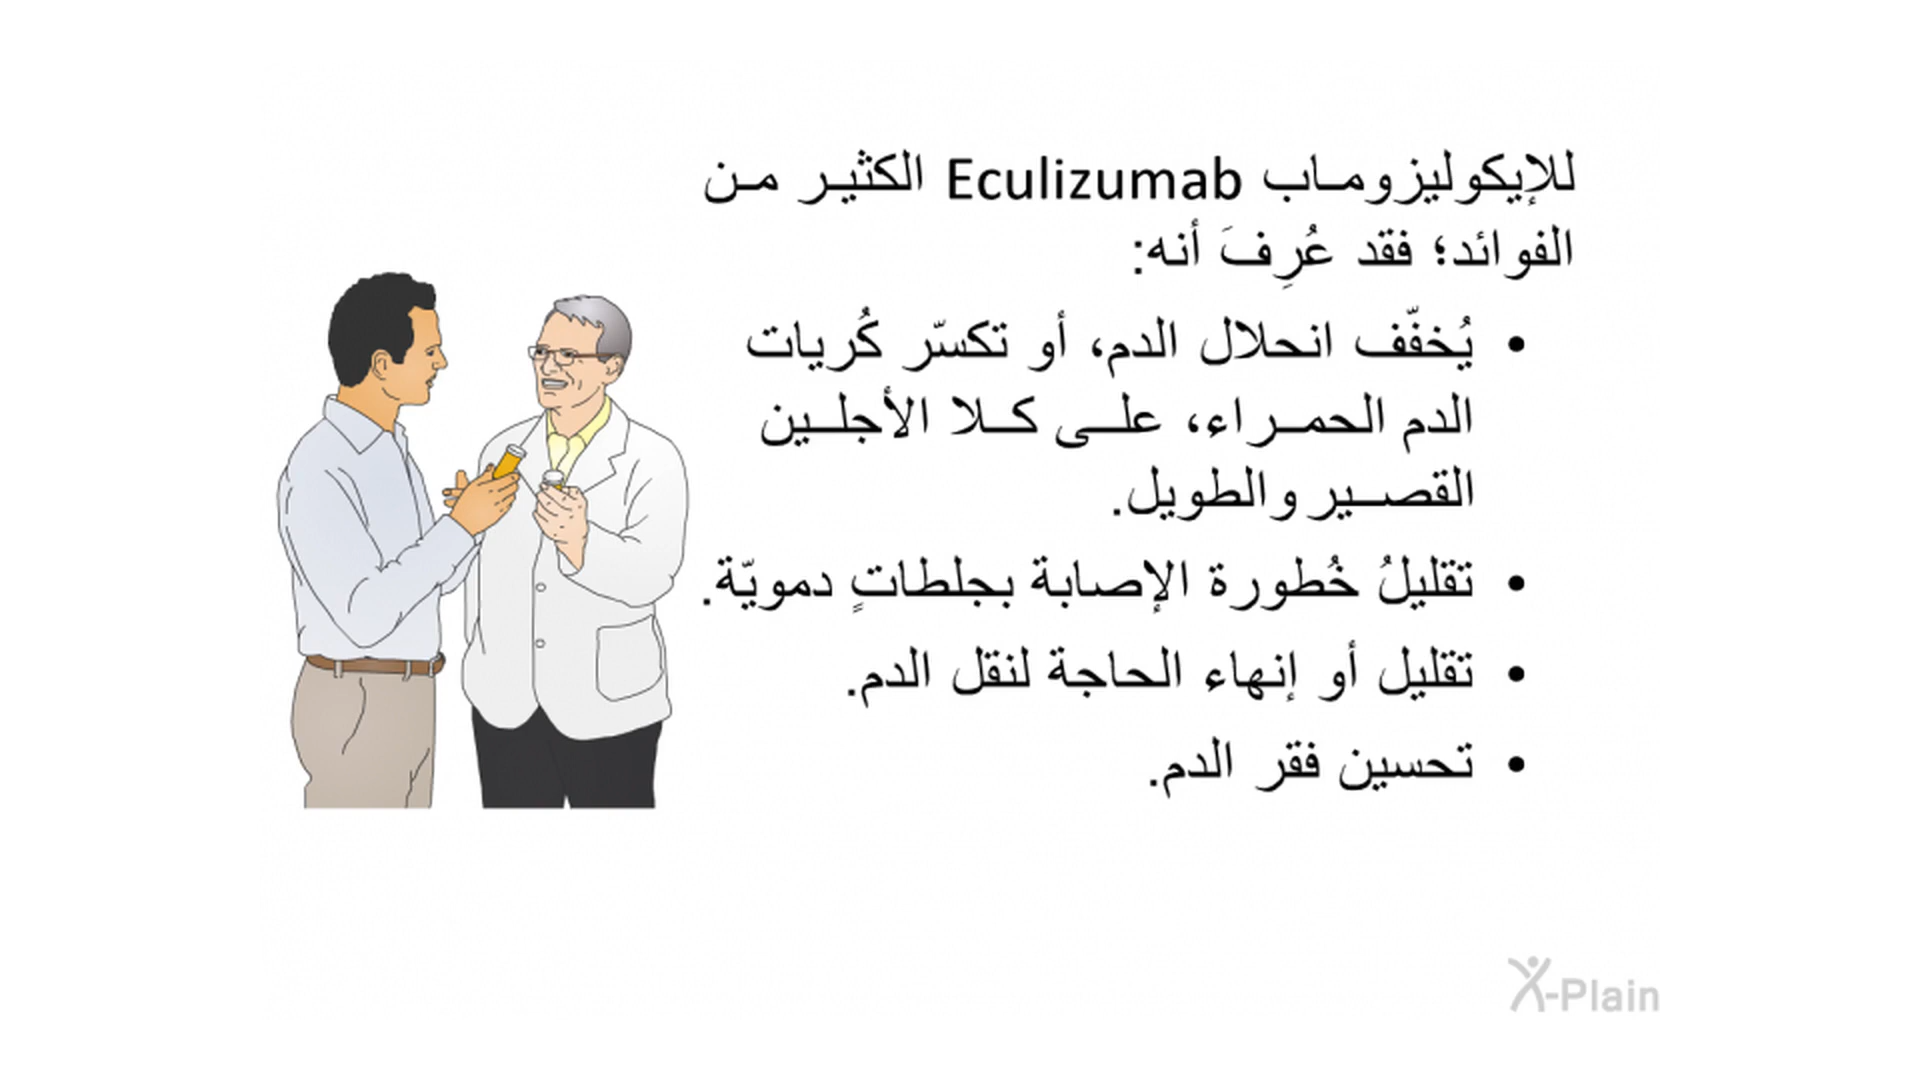 للإيكوليزوماب Eculizumab الكثير من
الفوائد؛ فقد عُرِفَ أنه:
• يُخفّف انحلال الدم، أو تكسّر كُريات
الدم الحمراء، على كلا الأجلين
القصير والطويل.
• تقليلُ خُطورة الإصابة بجلطاتٍ دمويّة.
• تقليل أو إنهاء الحاجة لنقل الدم.
• تحسين فقر الدم.
X-Plain